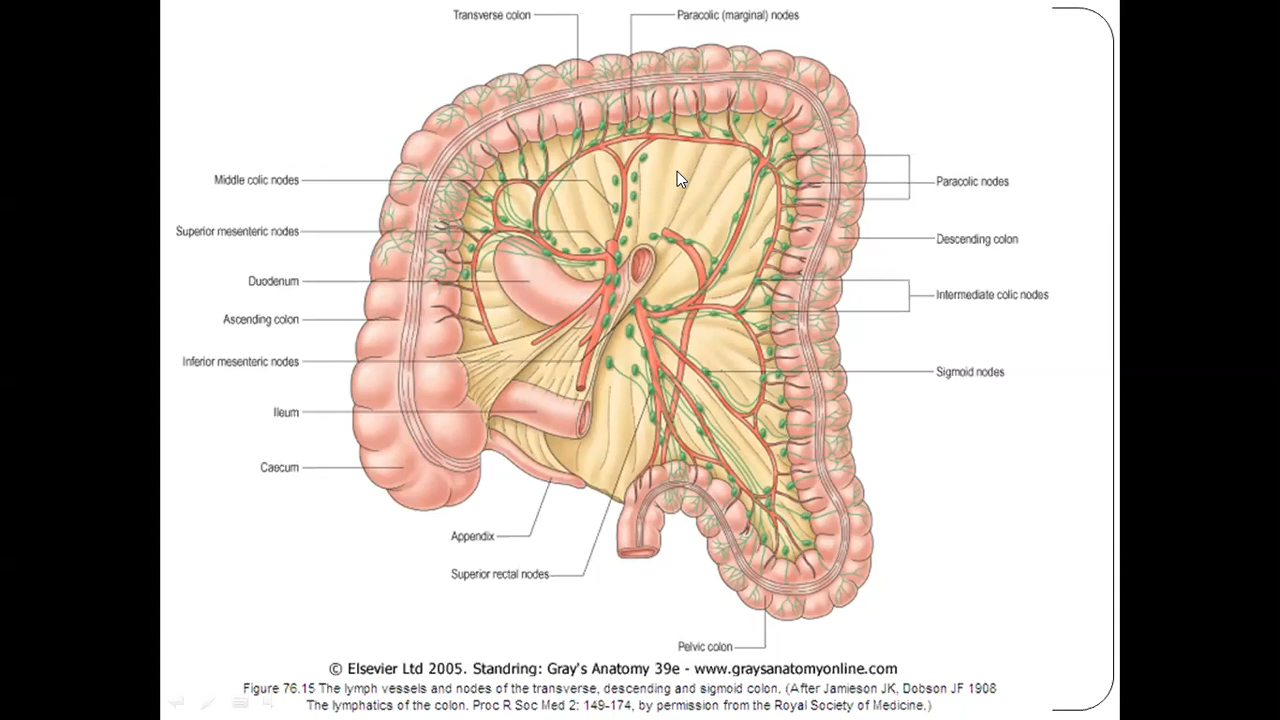 Transverse colon
Paracolic (marginal) nodes
Middle colic nodes
Paracolic nodes
Superior mesenteric nodes
Descending colon
Duodenum
Intermediate colic nodes
Ascending colon
Inferior mesenteric nodes
Sigmoid nodes
Ileum
Caecum
Appendix
Superior rectal nodes
Pelvic colon
© Elsevier Ltd 2005. Standring: Gray's Anatomy 39e - www.graysanatomyonline.com
Figure 76.15 The lymph vessels and nodes of the transverse, descending and sigmoid colon. (After Jamieson JK, Dobson JF 1908
The lymphatics of the colon. Proc R Soc Med 2: 149-174, by permission from the Royal Society of Medicine.)